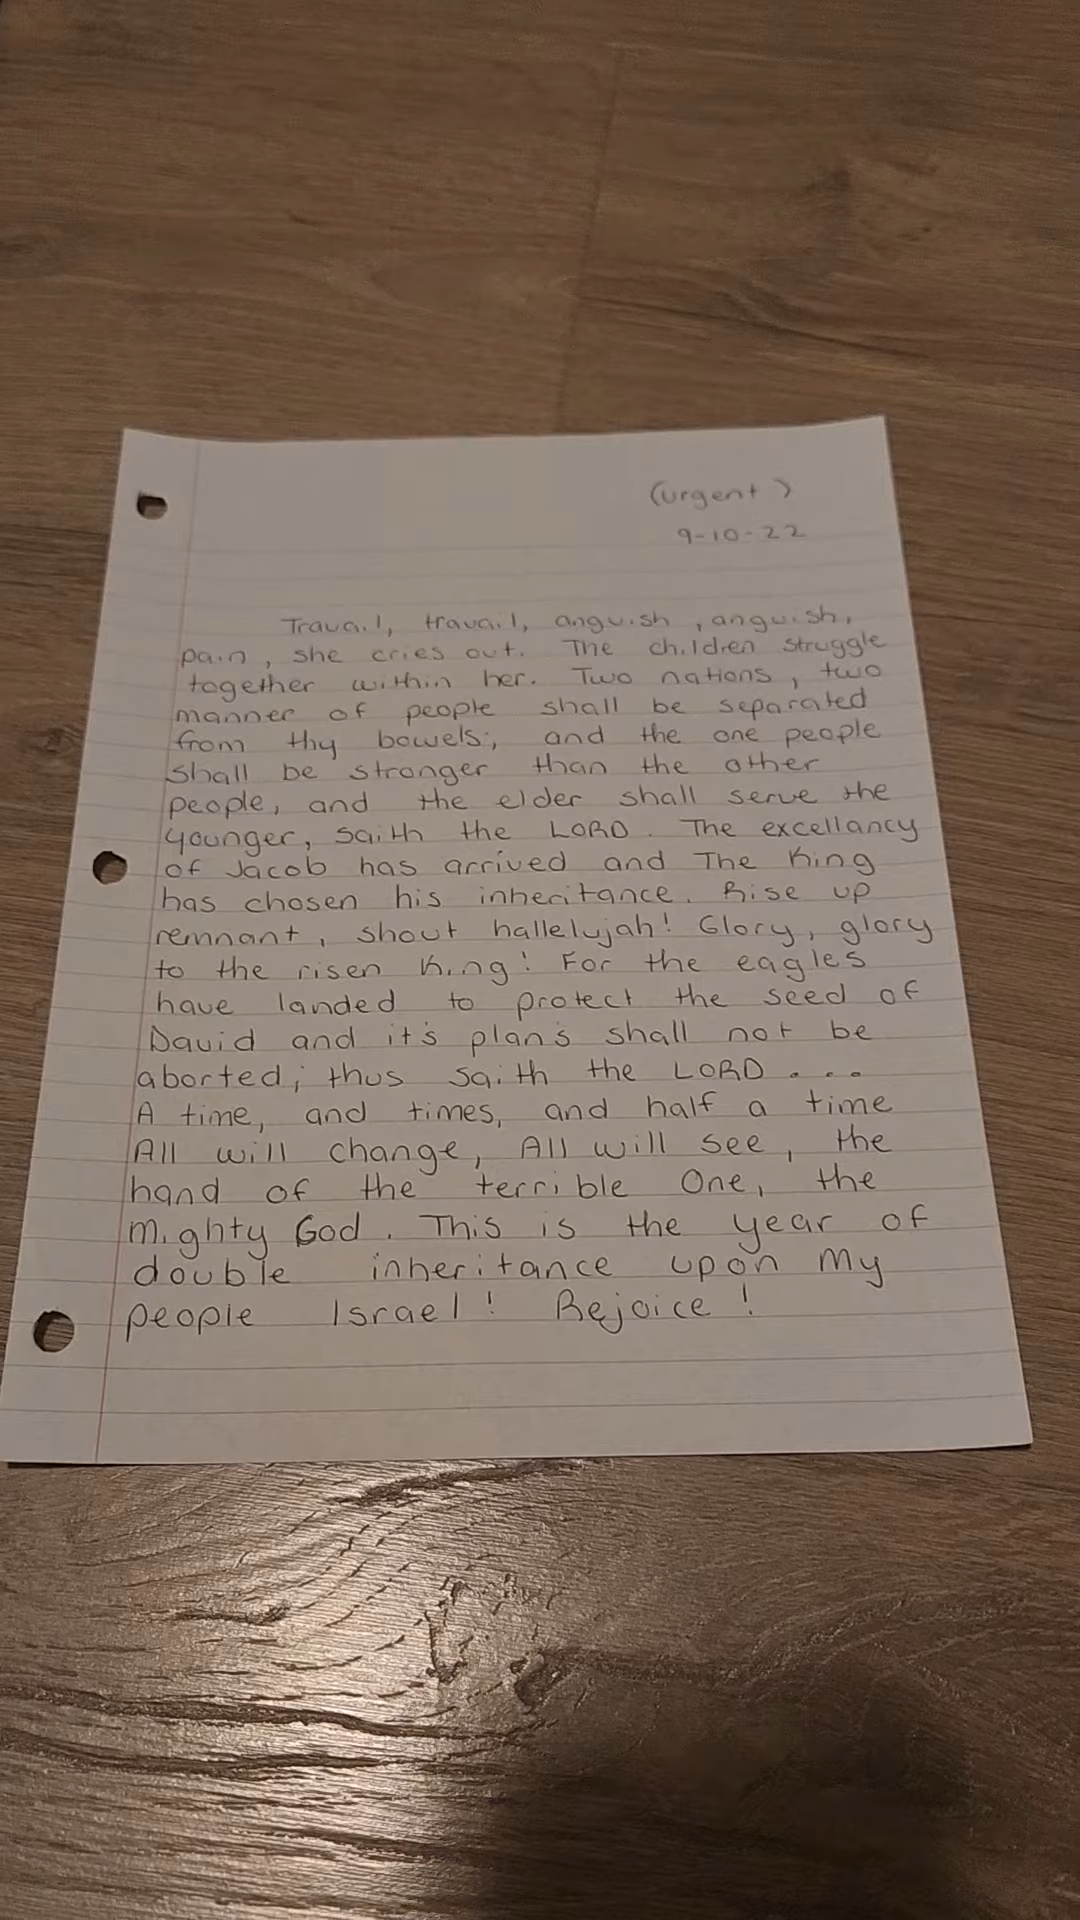 (urgent)
9-10-22
Travail, travail, anguish, anguish,
pain, she cries out. The children struggle
together within her. Two nations, two
manner of people shall be separated
from thy bowels; and the one people
shall be stronger than the other
people, and the elder shall serve the
younger, saith the LORD. The excellancy
of Jacob has arrived and The King
has chosen his inheritance. Rise up
remnant, shout hallelujah! Glory, glory
to the risen King! For the eagles
have landed to protect the seed of
David and it's plan's shall not be
aborted; thus saith the LORD...
A time, and times, and half a time
All will change, All will see, the
hand of the terrible One, the
Mighty God. This is the year of
double inheritance upon My
people Israel! Rejoice!